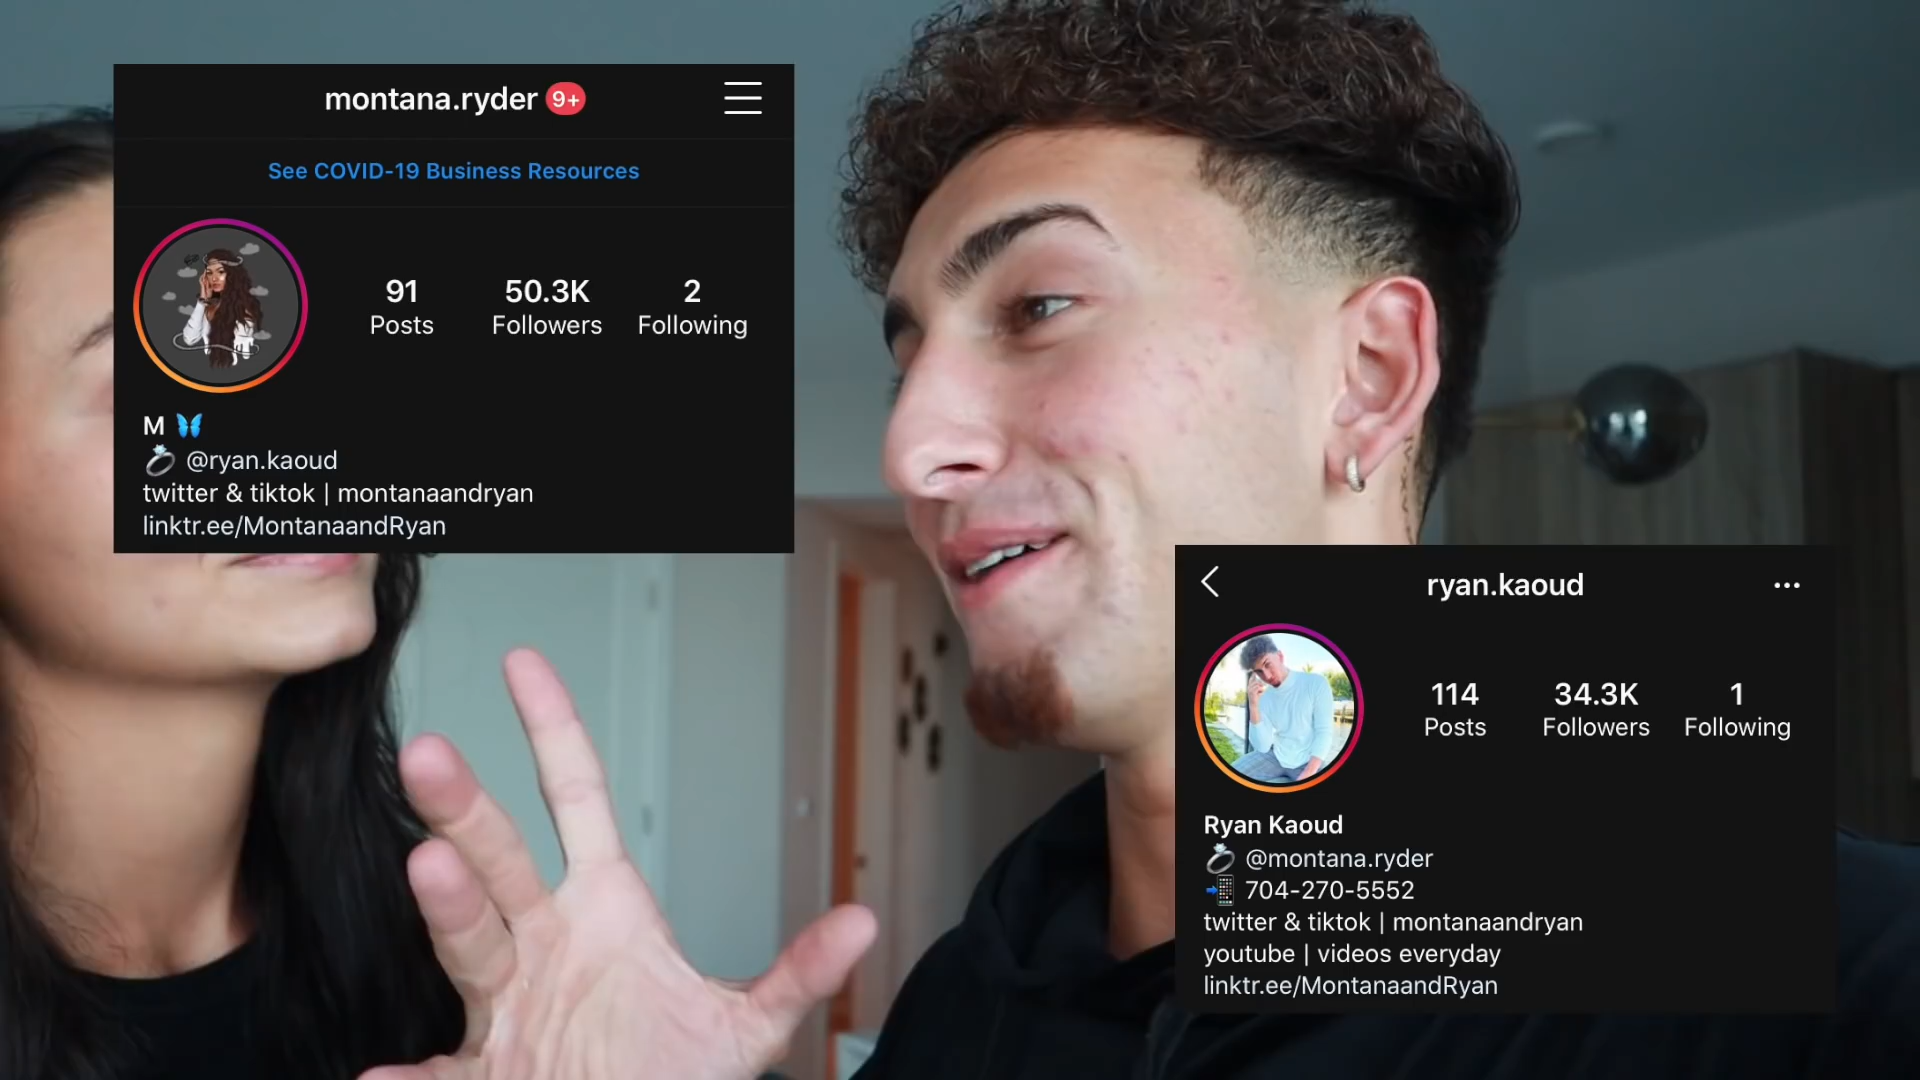 montana.ryder 9+
See COVID-19 Business Resources
91 50.3K 2
Posts Followers Following
M 🦋
💍 @ryan.kaoud
twitter & tiktok | montanaandryan
linktr.ee/MontanaandRyan
ryan.kaoud
114 34.3K 1
Posts Followers Following
Ryan Kaoud
💍 @montana.ryder
📲 704-270-5552
twitter & tiktok | montanaandryan
youtube | videos everyday
linktr.ee/MontanaandRyan